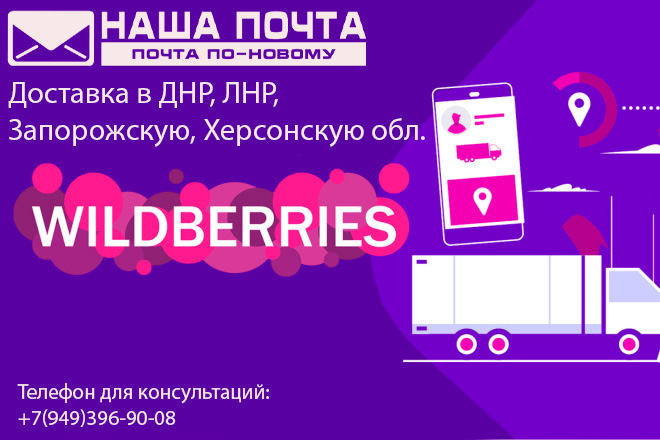 НАША ПОЧТА
ПОЧТА ПО-НОВОМУ
Доставка в ДНР, ЛНР,
Запорожскую, Херсонскую обл.
WILDBERRIES
Телефон для консультаций:
+7(949)396-90-08